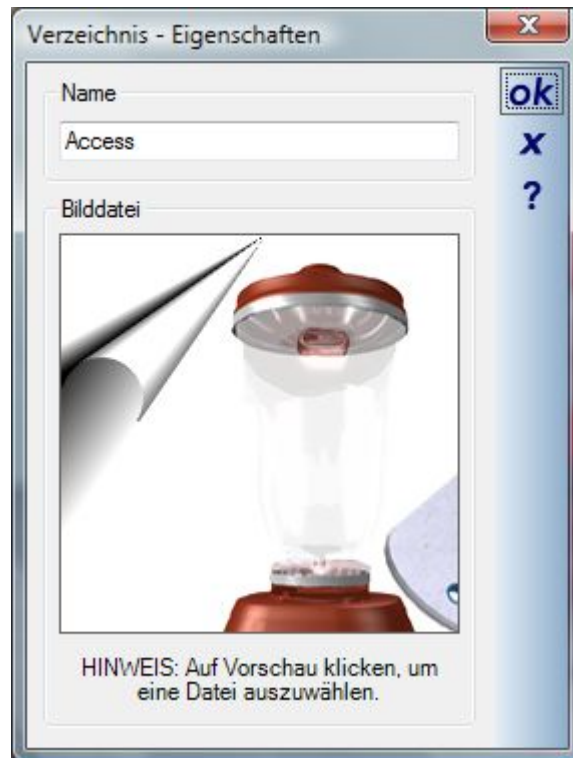 Verzeichnis - Eigenschaften
X
Name
ok
Access
x
?
Bilddatei
HINWEIS: Auf Vorschau klicken, um
eine Datei auszuwählen.